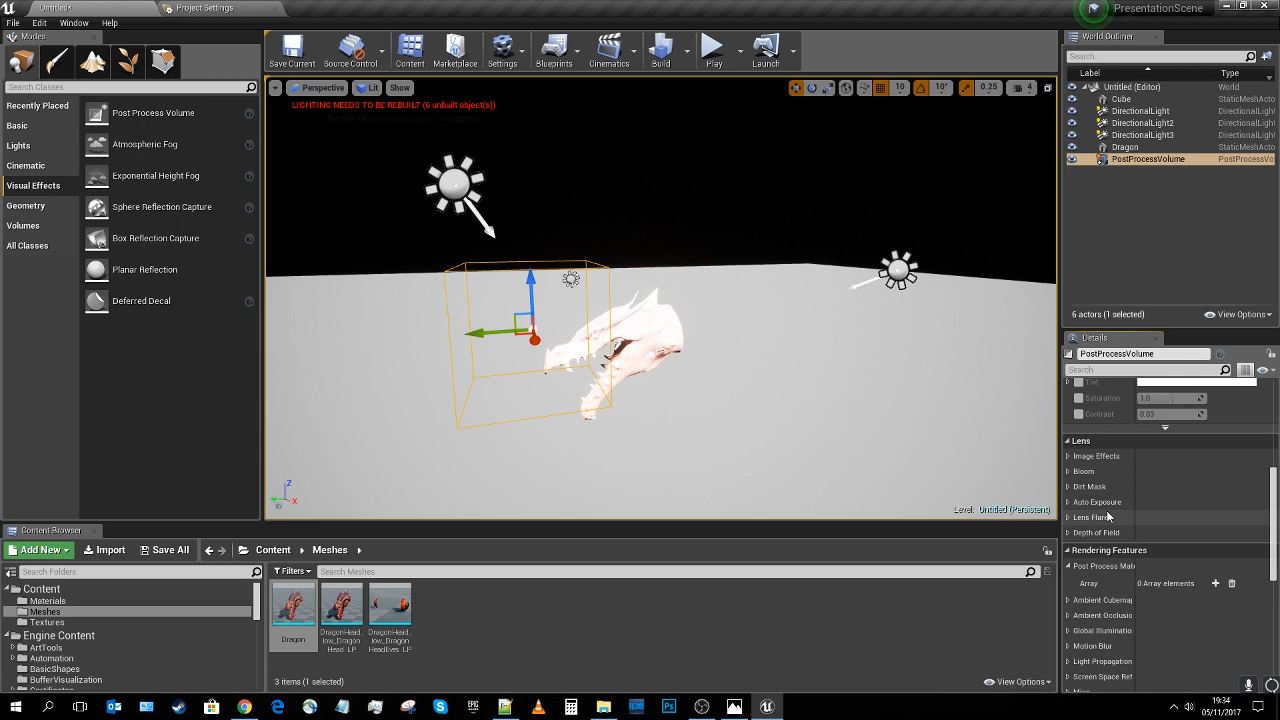 Untitled*
Project Settings
PresentationScene
File Edit Window Help
Modes
Search Classes
Recently Placed
Basic
Lights
Cinematic
Visual Effects
Geometry
Volumes
All Classes
Post Process Volume
Atmospheric Fog
Exponential Height Fog
Sphere Reflection Capture
Box Reflection Capture
Planar Reflection
Deferred Decal
Save Current Source Control Content Marketplace Settings Blueprints Cinematics Build Play Launch
Perspective Lit Show
10 10° 0.25 4
LIGHTING NEEDS TO BE REBUILT (6 unbuilt object(s))
Z
X
Level: Untitled (Persistent)
World Outliner
Search...
Label Type
Untitled (Editor) World
Cube StaticMeshActo
DirectionalLight DirectionalLight
DirectionalLight2 DirectionalLight
DirectionalLight3 DirectionalLight
Dragon StaticMeshActo
PostProcessVolume PostProcessVo
6 actors (1 selected) View Options
Details
PostProcessVolume
Search
Tint
Saturation 1.0
Contrast 0.03
Lens
Image Effects
Bloom
Dirt Mask
Auto Exposure
Lens Flare
Depth of Field
Rendering Features
Post Process Mate
Array 0 Array elements
Ambient Cubemap
Ambient Occlusio
Global Illuminatio
Motion Blur
Light Propagation
Screen Space Ref
Content Browser
Add New Import Save All Content Meshes
Search Folders
Content
Materials
Meshes
Textures
Engine Content
ArtTools
Automation
BasicShapes
BufferVisualization
Filters Search Meshes
Dragon
DragonHead_
low_Dragon
Head_LP
DragonHead_
low_Dragon
HeadEyes_LP
3 items (1 selected) View Options
19:34
05/11/2017